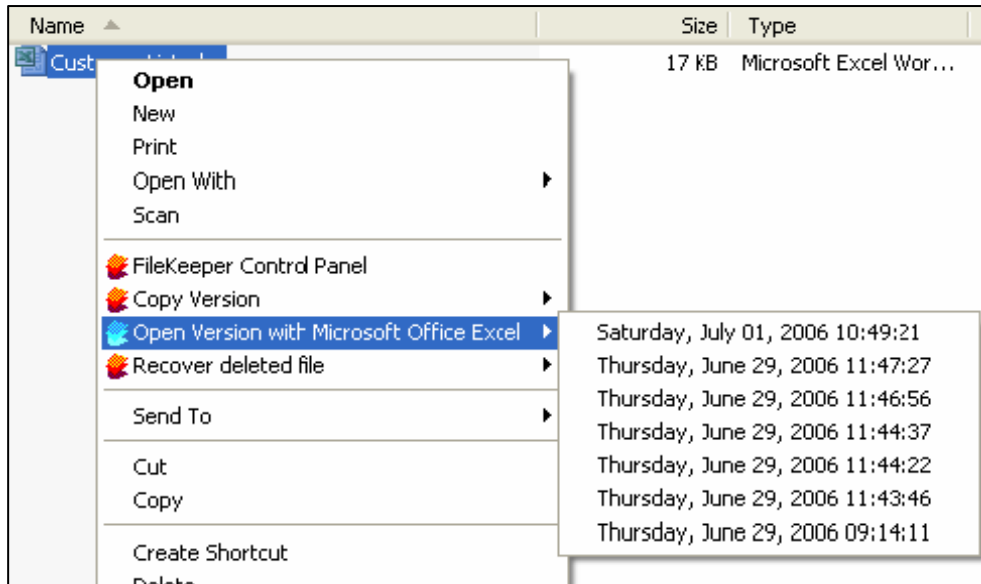 Name Size Type
Cust 17 KB Microsoft Excel Wor...
Open
New
Print
Open With
Scan
FileKeeper Control Panel
Copy Version
Open Version with Microsoft Office Excel
Recover deleted file
Saturday, July 01, 2006 10:49:21
Thursday, June 29, 2006 11:47:27
Thursday, June 29, 2006 11:46:56
Thursday, June 29, 2006 11:44:37
Thursday, June 29, 2006 11:44:22
Thursday, June 29, 2006 11:43:46
Thursday, June 29, 2006 09:14:11
Send To
Cut
Copy
Create Shortcut
Delete